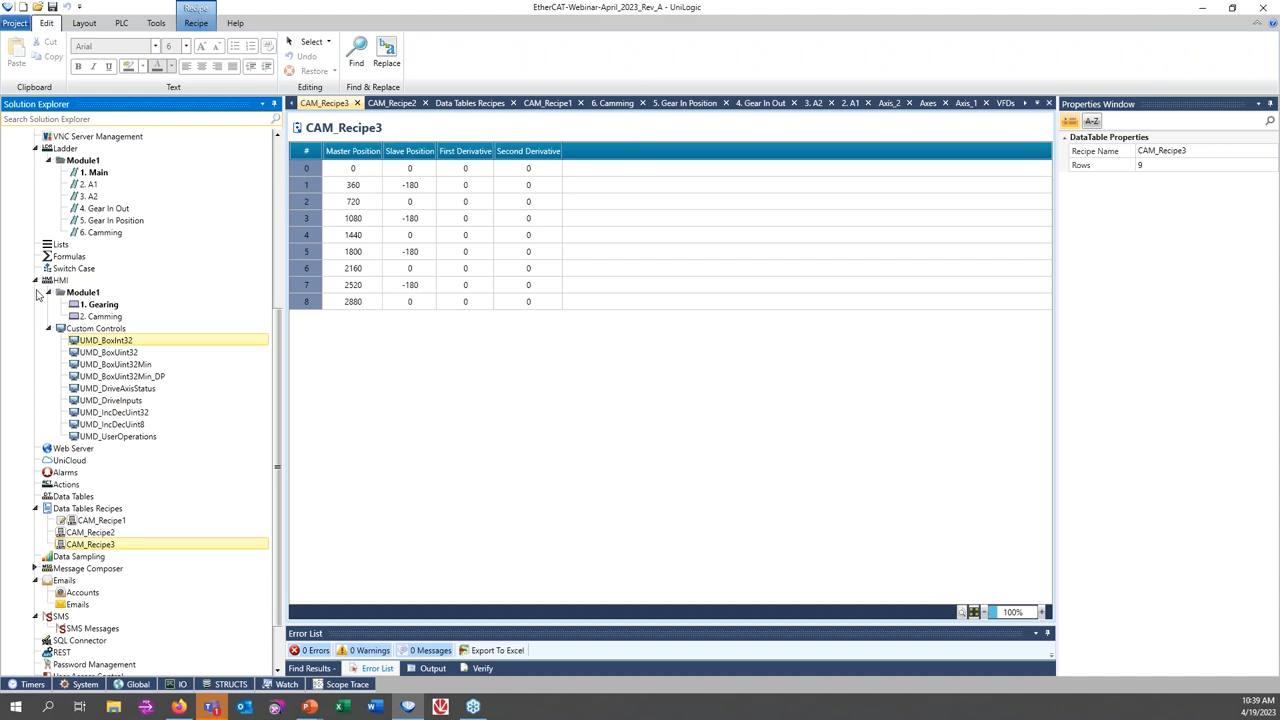 Recipe
EtherCAT-Webinar-April_2023_Rev_A - UniLogic
Project Edit Layout PLC Tools Recipe Help
Paste Cut Copy
Arial 6 Select Undo Restore Find Replace
Clipboard Text Editing Find & Replace
Solution Explorer
Search Solution Explorer
VNC Server Management
Ladder
Module1
1. Main
2. A1
3. A2
4. Gear In Out
5. Gear In Position
6. Camming
Lists
Formulas
Switch Case
HMI
Module1
1. Gearing
2. Camming
Custom Controls
UMD_BoxInt32
UMD_BoxUint32
UMD_BoxUint32Min
UMD_BoxUint32Min_DP
UMD_DriveAxisStatus
UMD_DriveInputs
UMD_IncDecUint32
UMD_IncDecUint8
UMD_UserOperations
Web Server
UniCloud
Alarms
Actions
Data Tables
Data Tables Recipes
CAM_Recipe1
CAM_Recipe2
CAM_Recipe3
Data Sampling
Message Composer
Emails
Accounts
Emails
SMS
SMS Messages
SQL Connector
REST
Password Management
CAM_Recipe3 CAM_Recipe2 Data Tables Recipes CAM_Recipe1 6. Camming 5. Gear In Position 4. Gear In Out 3. A2 2. A1 Axis_2 Axes Axis_1 VFDs
CAM_Recipe3
# Master Position Slave Position First Derivative Second Derivative
0 0 0 0 0
1 360 -180 0 0
2 720 0 0 0
3 1080 -180 0 0
4 1440 0 0 0
5 1800 -180 0 0
6 2160 0 0 0
7 2520 -180 0 0
8 2880 0 0 0
100%
Error List
0 Errors 0 Warnings 0 Messages Export To Excel
Find Results - Error List Output Verify
Properties Window
A-Z
DataTable Properties
Recipe Name CAM_Recipe3
Rows 9
Timers System Global IO STRUCTS Watch Scope Trace
10:39 AM
4/19/2023